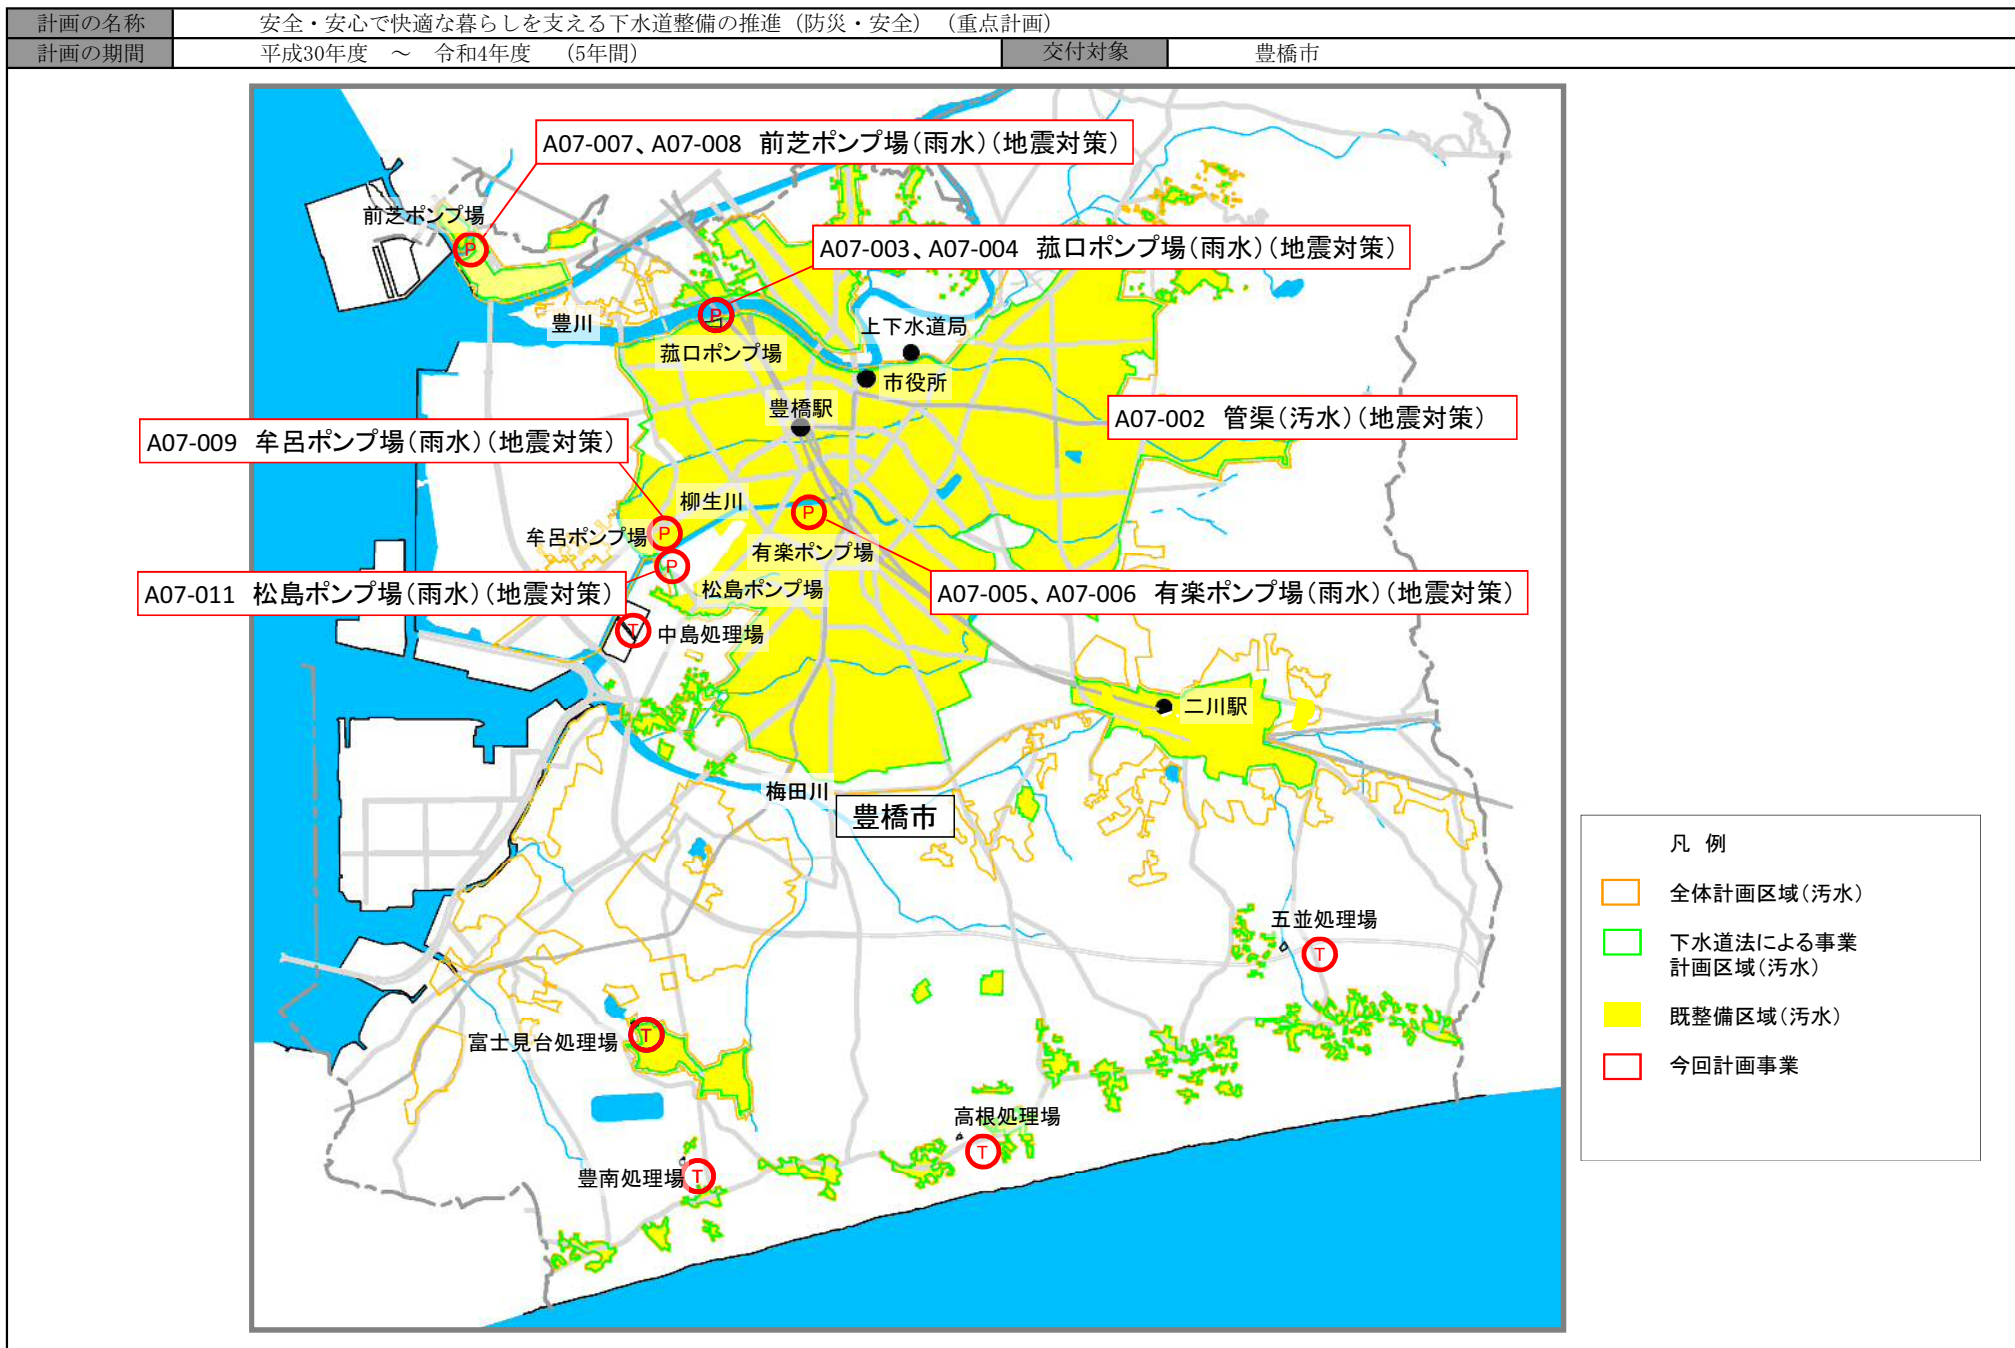 計画の名称 安全・安心で快適な暮らしを支える下水道整備の推進（防災・安全）（重点計画）
計画の期間 平成30年度 ～ 令和4年度 （5年間） 交付対象 豊橋市
A07-007、A07-008 前芝ポンプ場（雨水）（地震対策）
前芝ポンプ場
P
A07-003、A07-004 菰口ポンプ場（雨水）（地震対策）
P
豊川
上下水道局
菰口ポンプ場
市役所
豊橋駅
A07-002 管渠（汚水）（地震対策）
A07-009 牟呂ポンプ場（雨水）（地震対策）
柳生川
P
P
牟呂ポンプ場
有楽ポンプ場
P
A07-011 松島ポンプ場（雨水）（地震対策）
松島ポンプ場
A07-005、A07-006 有楽ポンプ場（雨水）（地震対策）
T
中島処理場
二川駅
梅田川
豊橋市
凡 例
全体計画区域（汚水）
下水道法による事業
計画区域（汚水）
既整備区域（汚水）
今回計画事業
五並処理場
T
富士見台処理場
T
高根処理場
T
豊南処理場
T